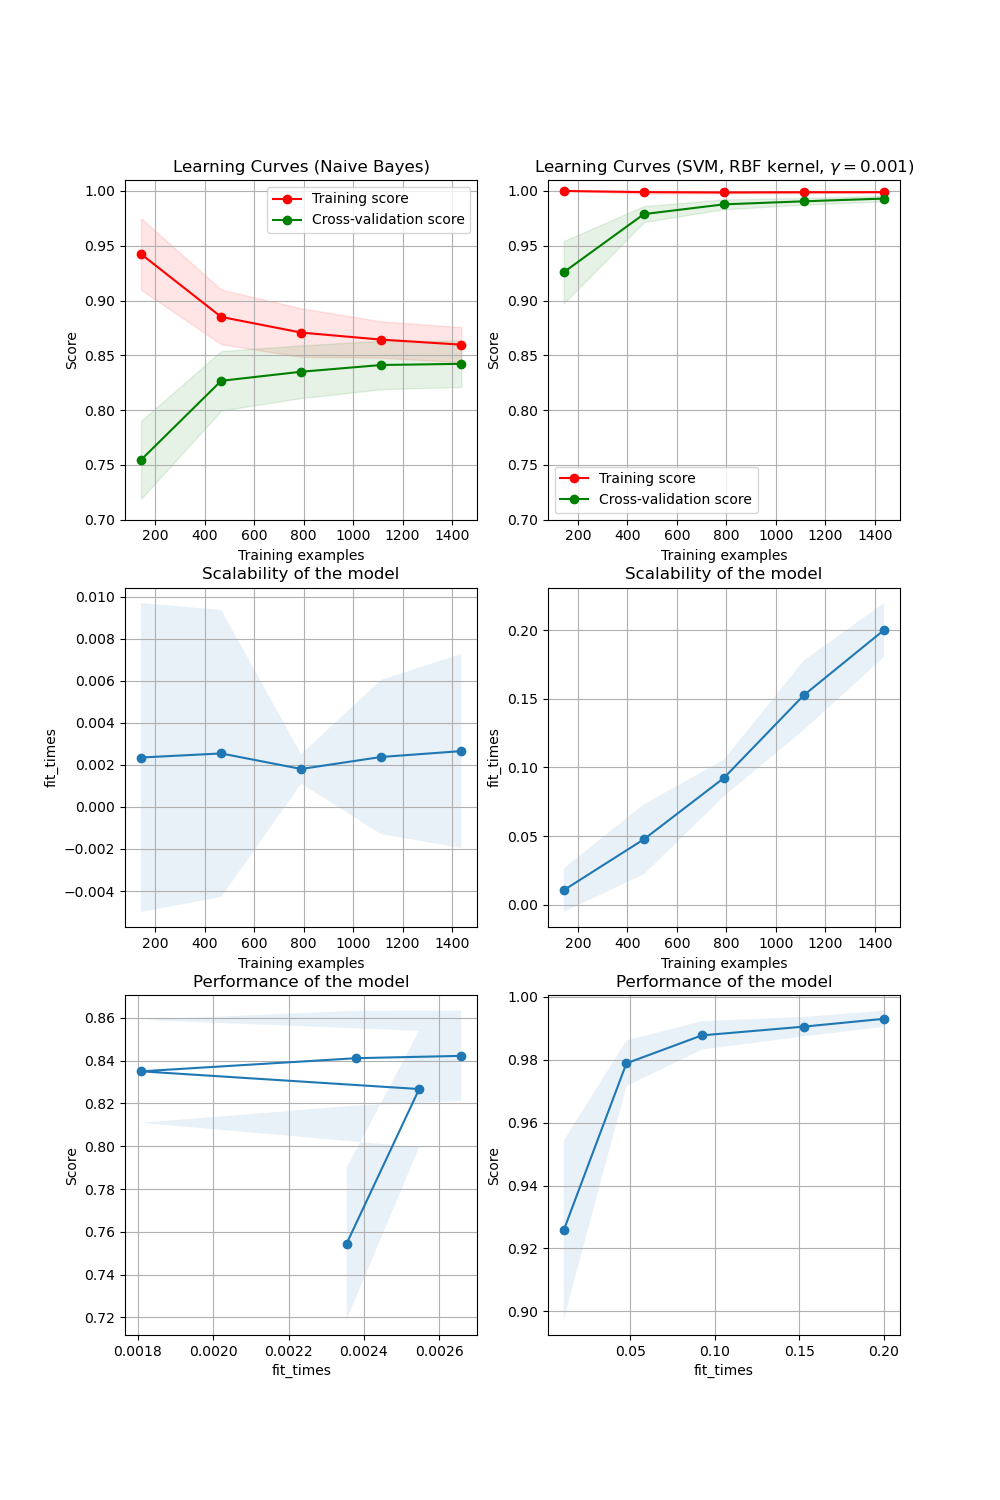 Learning Curves (Naive Bayes)
1.00
0.95
0.90
0.85
0.80
0.75
0.70
Score
Training score
Cross-validation score
200 400 600 800 1000 1200 1400
Training examples
Learning Curves (SVM, RBF kernel, γ = 0.001)
1.00
0.95
0.90
0.85
0.80
0.75
0.70
Score
Training score
Cross-validation score
200 400 600 800 1000 1200 1400
Training examples
Scalability of the model
0.010
0.008
0.006
0.004
0.002
0.000
−0.002
−0.004
fit_times
200 400 600 800 1000 1200 1400
Training examples
Scalability of the model
0.20
0.15
0.10
0.05
0.00
fit_times
200 400 600 800 1000 1200 1400
Training examples
Performance of the model
0.86
0.84
0.82
0.80
0.78
0.76
0.74
0.72
Score
0.0018 0.0020 0.0022 0.0024 0.0026
fit_times
Performance of the model
1.00
0.98
0.96
0.94
0.92
0.90
Score
0.05 0.10 0.15 0.20
fit_times